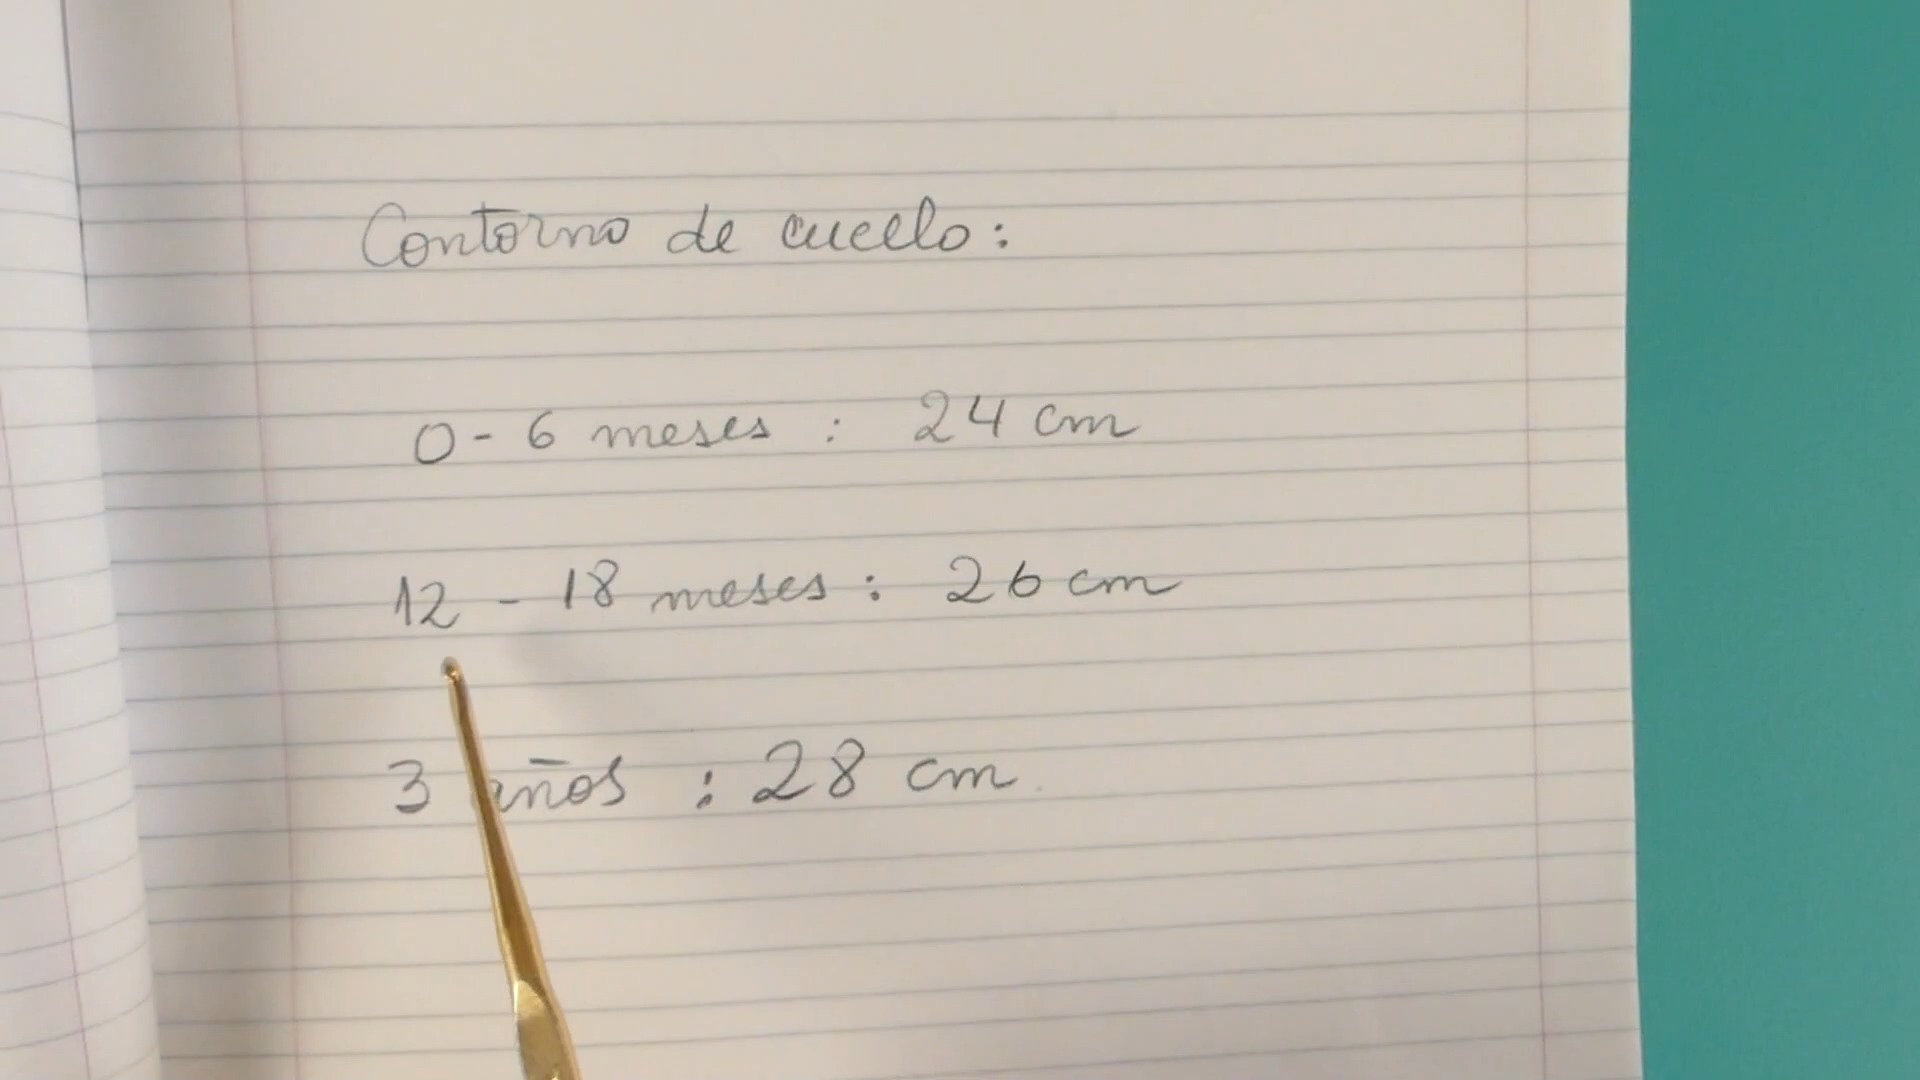 Contorno de cuello:
0-6 meses : 24 cm
12 - 18 meses : 26 cm
3 años : 28 cm